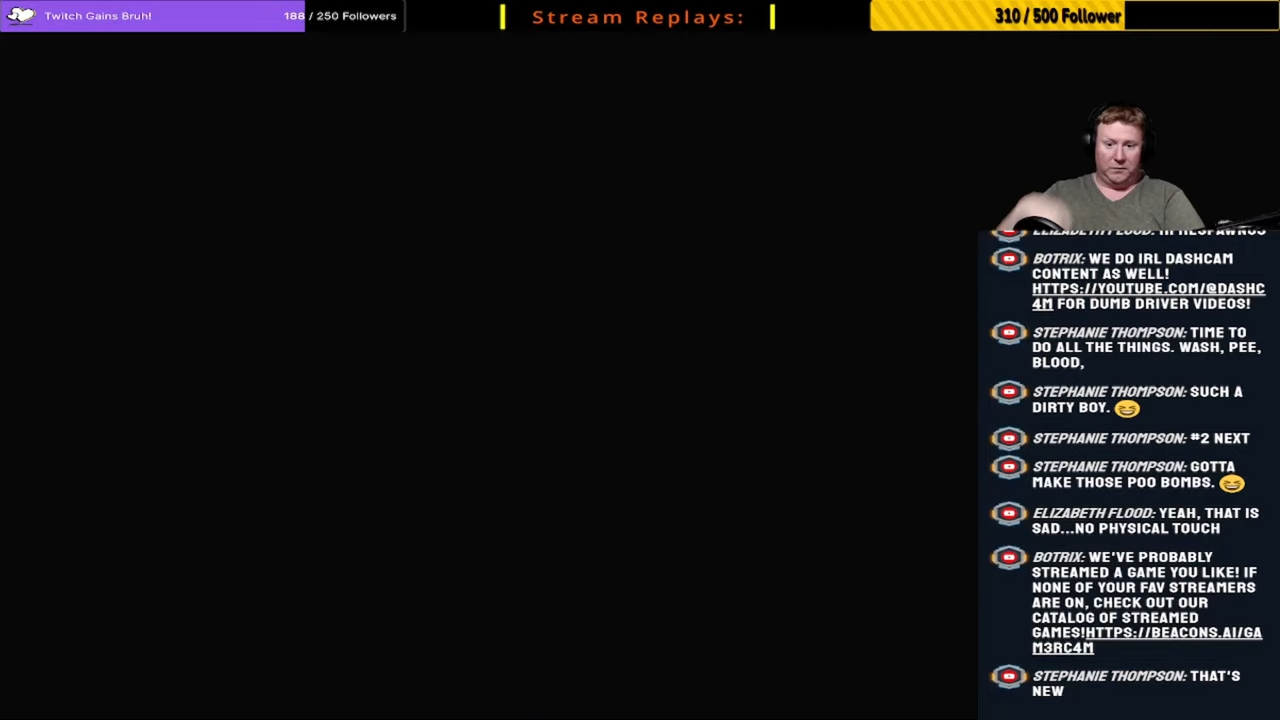 Twitch Gains Bruh!
188 / 250 Followers
Stream Replays:
310 / 500 Follower
ELIZABETH FLOOD: HI RESPAWNS
BOTRIX: WE DO IRL DASHCAM
CONTENT AS WELL!
HTTPS://YOUTUBE.COM/@DASHC
4M FOR DUMB DRIVER VIDEOS!
STEPHANIE THOMPSON: TIME TO
DO ALL THE THINGS. WASH, PEE,
BLOOD,
STEPHANIE THOMPSON: SUCH A
DIRTY BOY. 😆
STEPHANIE THOMPSON: #2 NEXT
STEPHANIE THOMPSON: GOTTA
MAKE THOSE POO BOMBS. 😆
ELIZABETH FLOOD: YEAH, THAT IS
SAD...NO PHYSICAL TOUCH
BOTRIX: WE'VE PROBABLY
STREAMED A GAME YOU LIKE! IF
NONE OF YOUR FAV STREAMERS
ARE ON, CHECK OUT OUR
CATALOG OF STREAMED
GAMES!HTTPS://BEACONS.AI/GA
M3RC4M
STEPHANIE THOMPSON: THAT'S
NEW